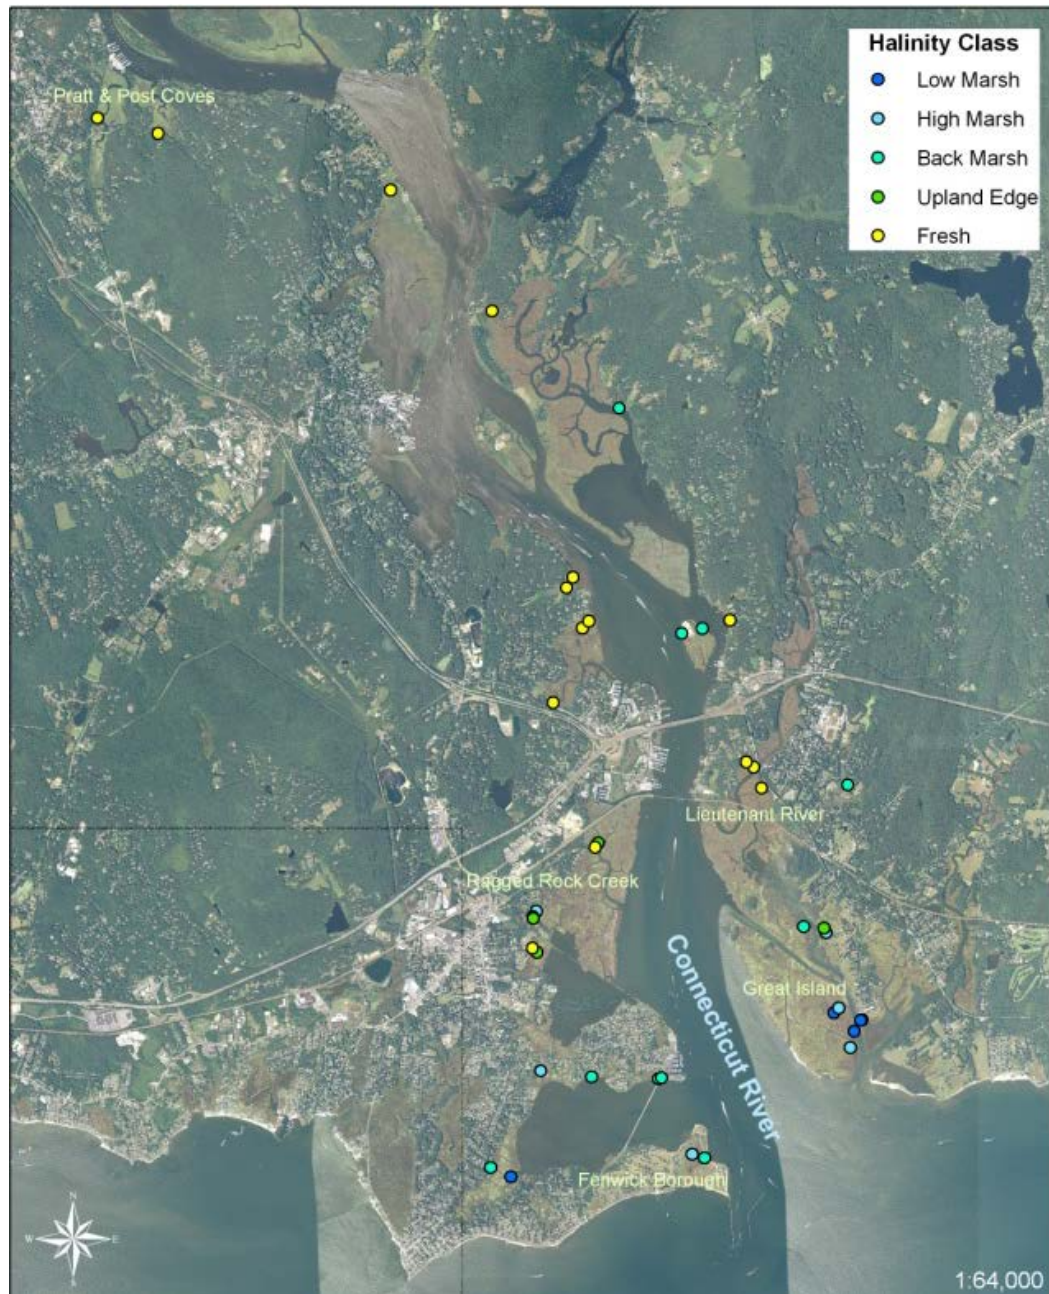 Halinity Class
Low Marsh
High Marsh
Back Marsh
Upland Edge
Fresh
Pratt & Post Coves
Lieutenant River
Ragged Rock Creek
Connecticut River
Great Island
Fenwick Borough
N
W E
S
1:64,000